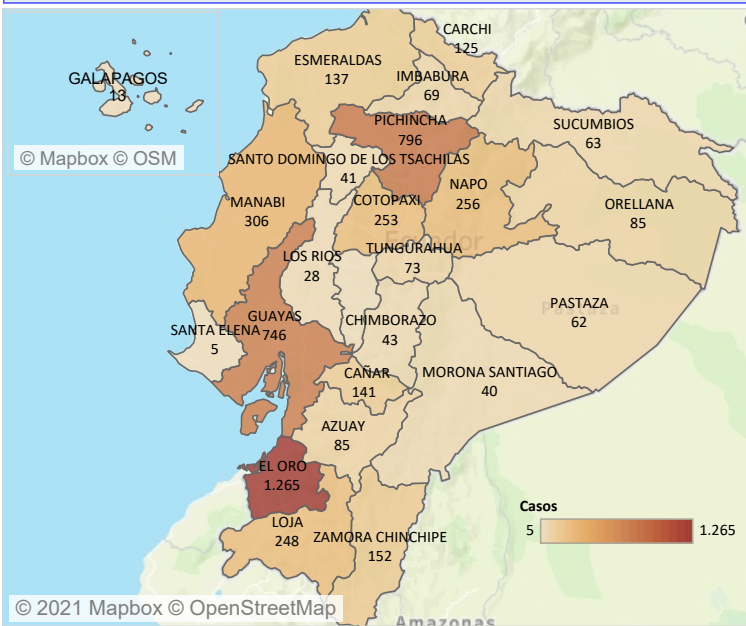 CARCHI
125
ESMERALDAS
137
IMBABURA
69
GALAPAGOS
13
PICHINCHA
796
SUCUMBIOS
63
© Mapbox © OSM
SANTO DOMINGO DE LOS TSACHILAS
41
NAPO
256
MANABI
306
COTOPAXI
253
ORELLANA
85
Ecuador
TUNGURAHUA
73
LOS RIOS
28
PASTAZA
62
Pastaza
GUAYAS
746
CHIMBORAZO
43
SANTA ELENA
5
CAÑAR
141
MORONA SANTIAGO
40
AZUAY
85
EL ORO
1.265
Casos
5 1.265
LOJA
248
ZAMORA CHINCHIPE
152
© 2021 Mapbox © OpenStreetMap
Amazonas